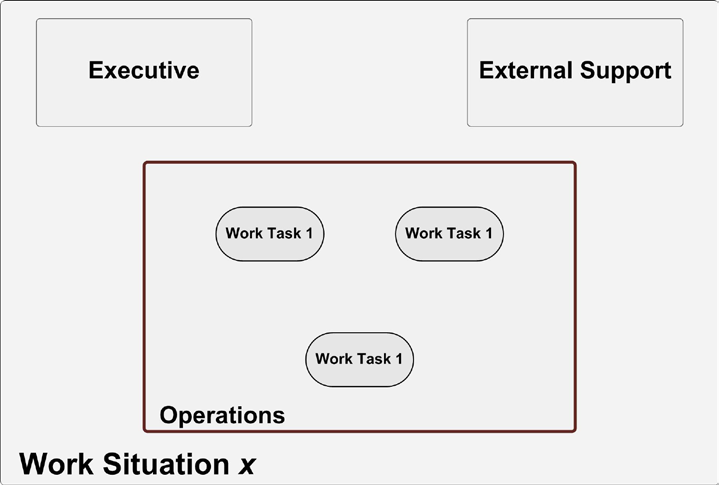 Executive
External Support
Work Task 1
Work Task 1
Work Task 1
Operations
Work Situation x